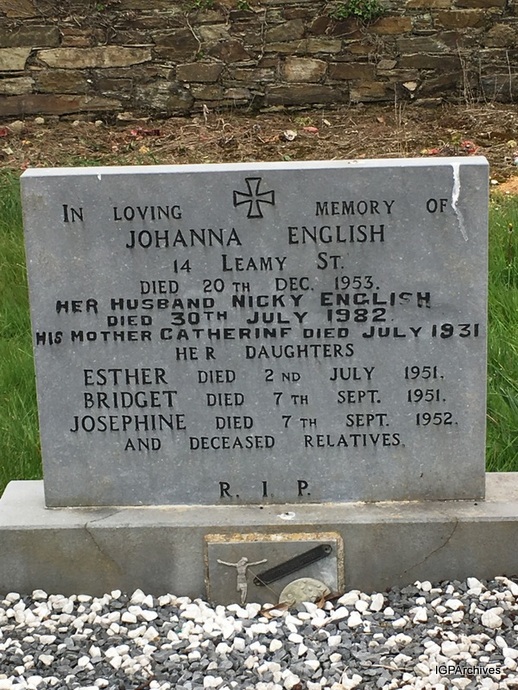 IN LOVING MEMORY OF
JOHANNA ENGLISH
14 LEAMY ST.
DIED 20TH DEC. 1953.
HER HUSBAND NICKY ENGLISH
DIED 30TH JULY 1982.
HIS MOTHER CATHERINE DIED JULY 1931
HER DAUGHTERS
ESTHER DIED 2ND JULY 1951.
BRIDGET DIED 7TH SEPT. 1951.
JOSEPHINE DIED 7TH SEPT. 1952.
AND DECEASED RELATIVES.
R. I. P.
IGPArchives